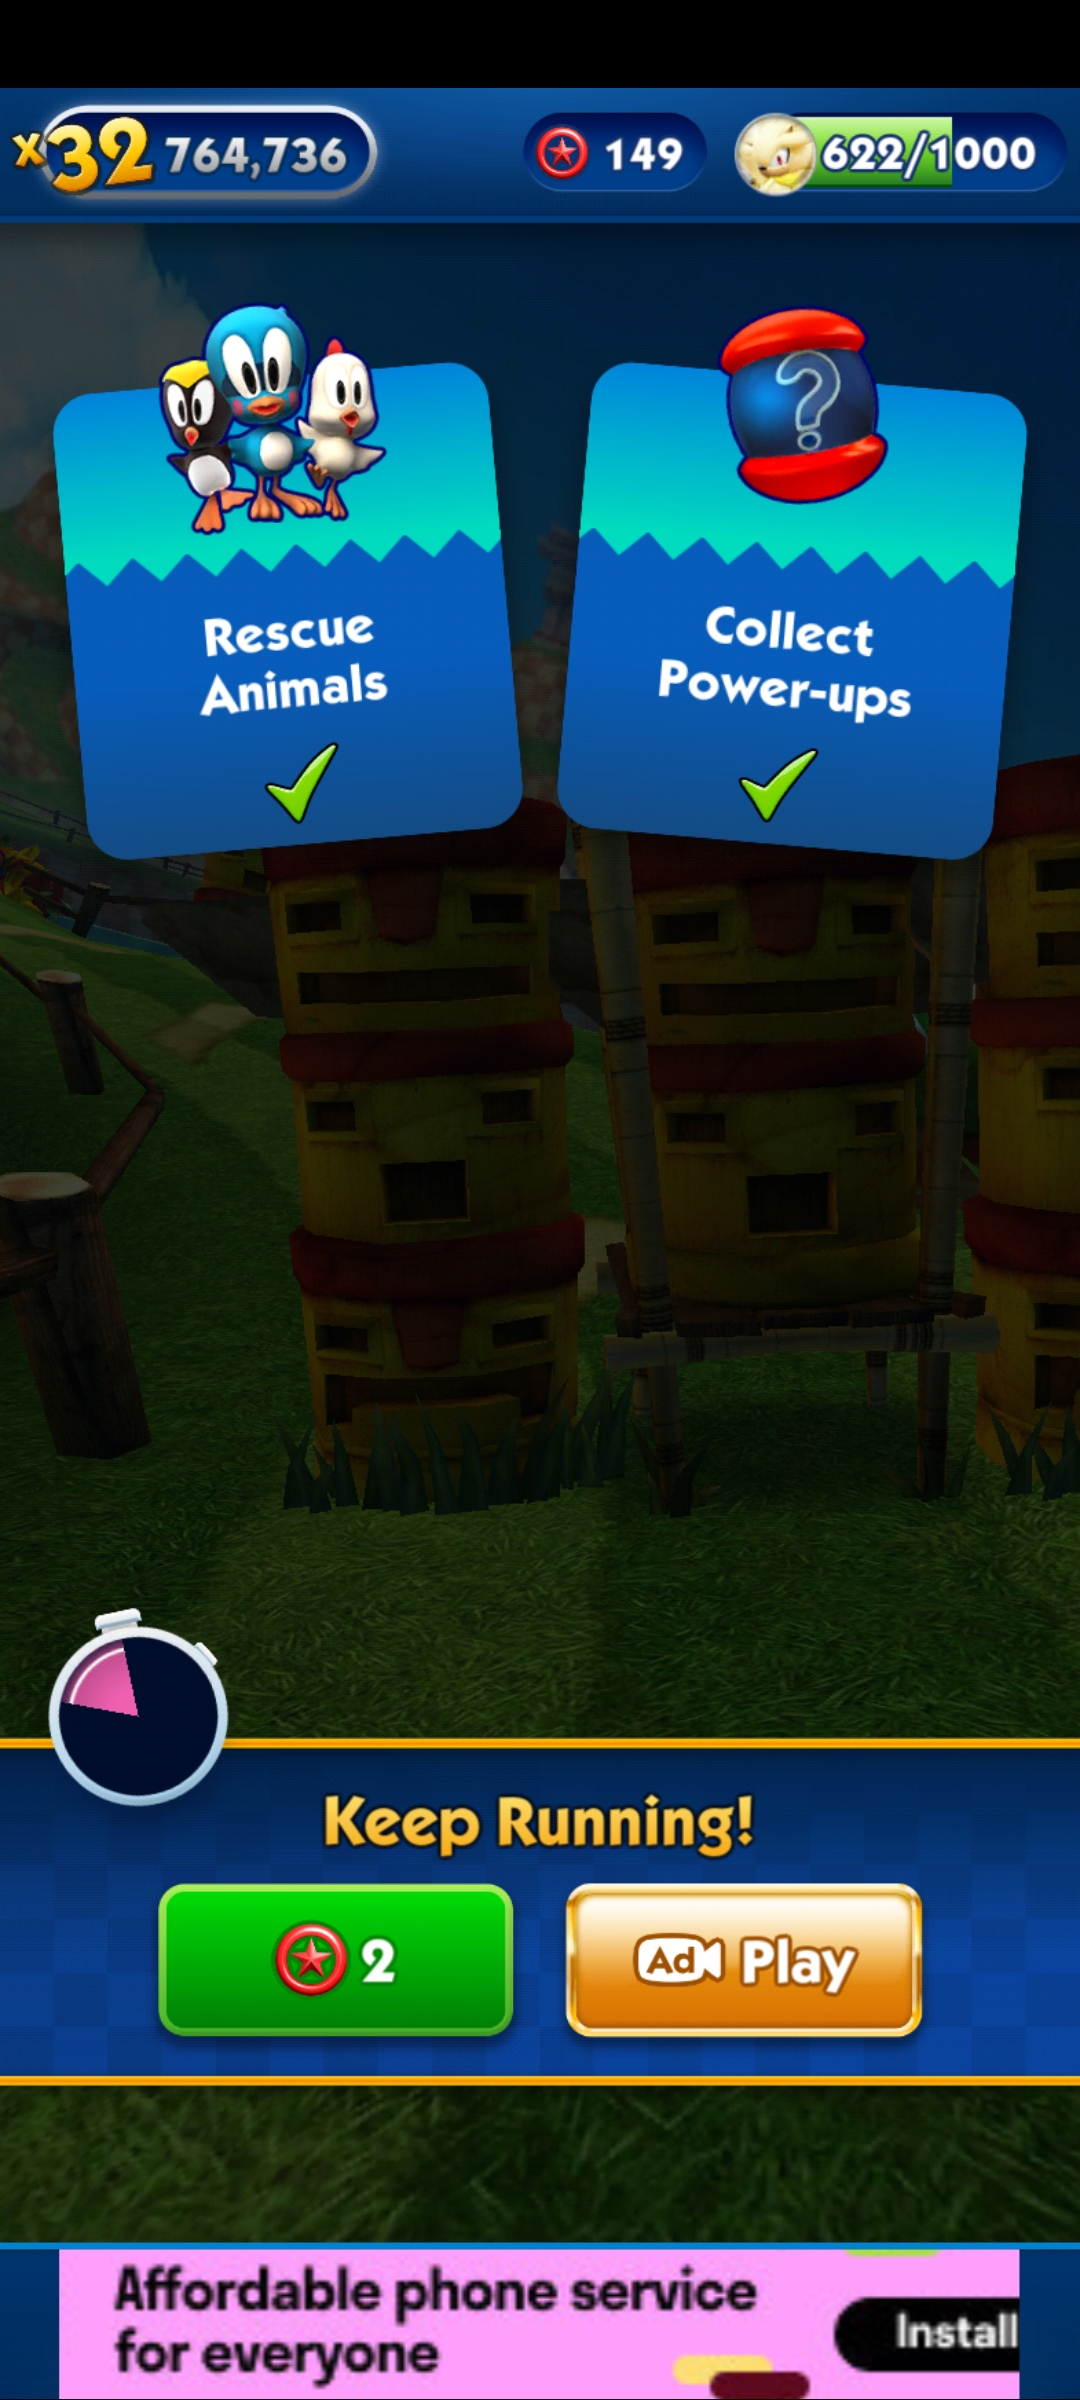 x32 764,736
149
622/1000
?
Rescue
Animals
Collect
Power-ups
Keep Running!
2
Ad Play
Affordable phone service
for everyone
Install